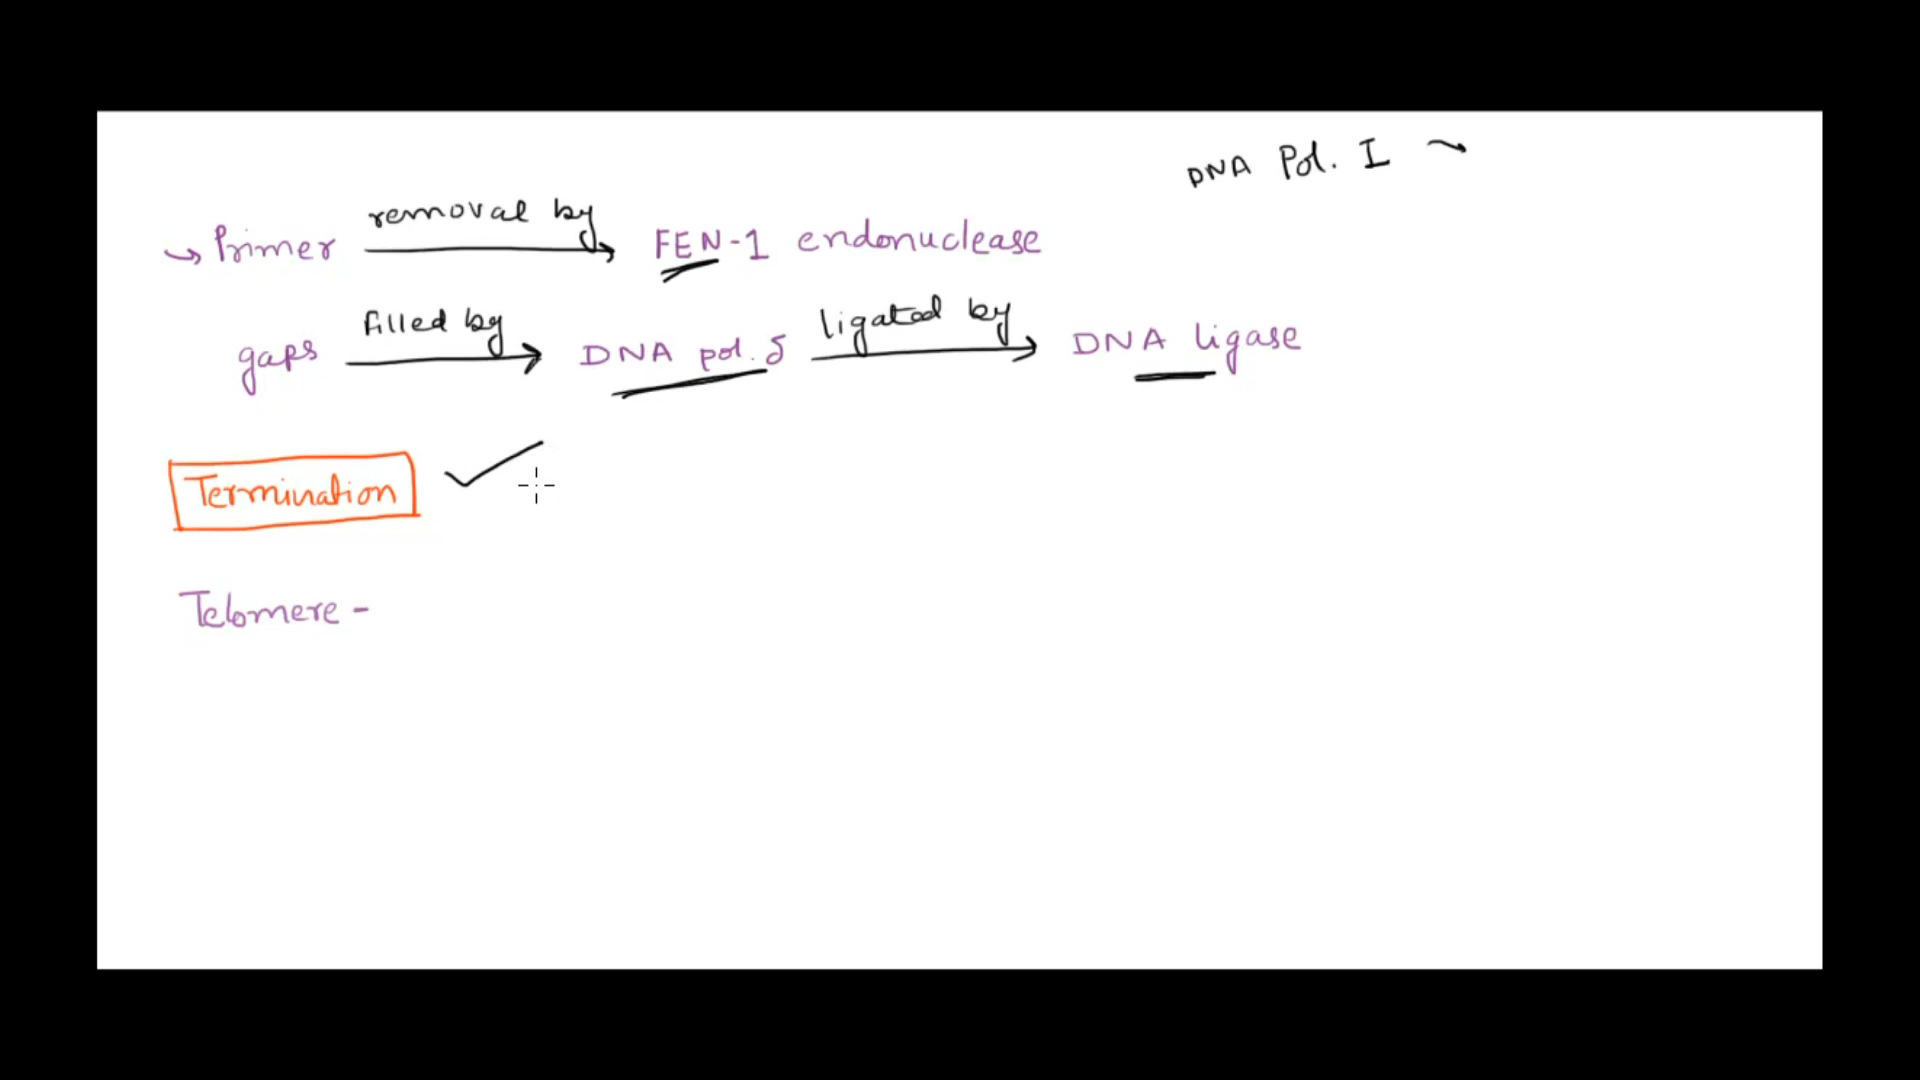 DNA Pol. I
Primer removal by FEN-1 endonuclease
gaps filled by DNA pol. δ ligated by DNA ligase
Termination
Telomere -